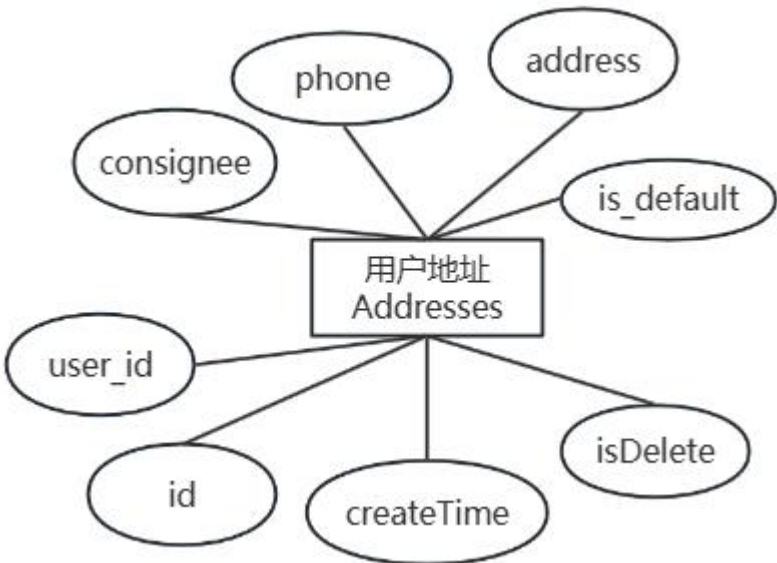 phone
address
consignee
is_default
用户地址
Addresses
user_id
isDelete
id
createTime